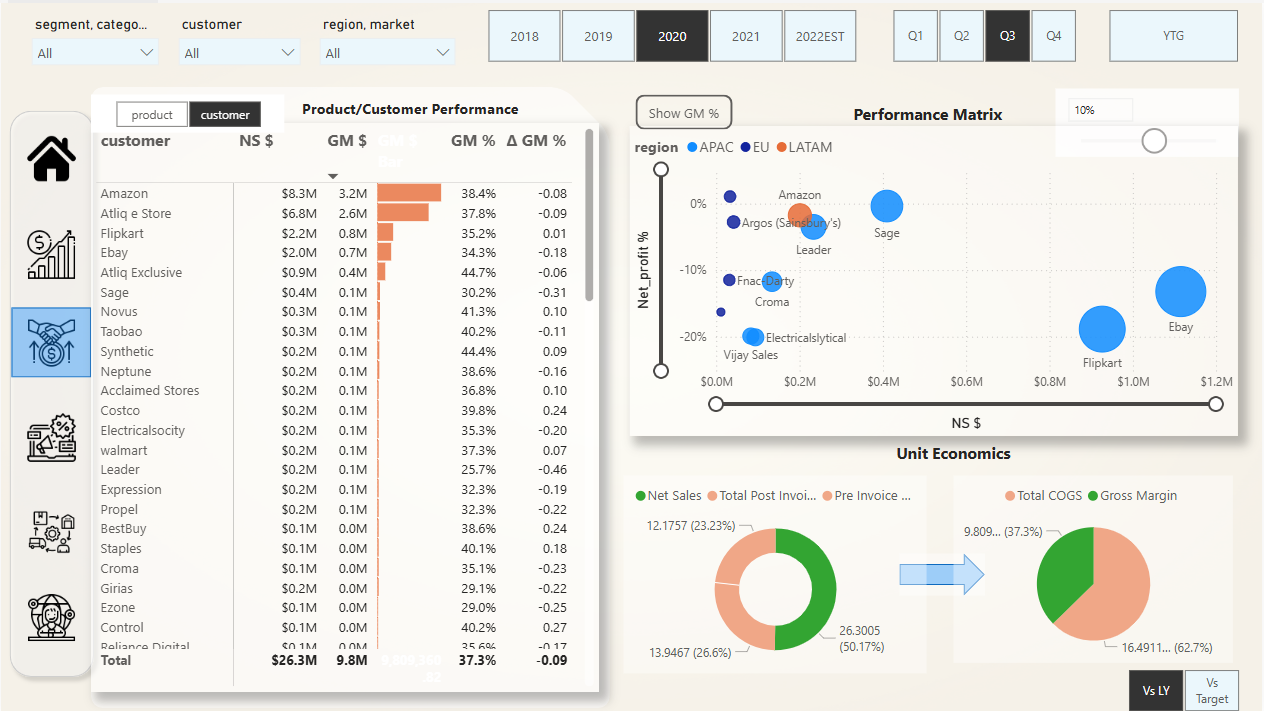 segment, catego...
customer
region, market
All
All
All
2018
2019
2020
2021
2022EST
Q1
Q2
Q3
Q4
YTG
product
customer
Product/Customer Performance
customer NS $ GM $ GM $ Bar GM % Δ GM %
Amazon $8.3M 3.2M 38.4% -0.08
Atliq e Store $6.8M 2.6M 37.8% -0.09
Flipkart $2.2M 0.8M 35.2% 0.01
Ebay $2.0M 0.7M 34.3% -0.18
Atliq Exclusive $0.9M 0.4M 44.7% -0.06
Sage $0.4M 0.1M 30.2% -0.31
Novus $0.3M 0.1M 41.3% 0.10
Taobao $0.3M 0.1M 40.2% -0.11
Synthetic $0.2M 0.1M 44.4% 0.09
Neptune $0.2M 0.1M 38.6% -0.16
Acclaimed Stores $0.2M 0.1M 36.8% 0.10
Costco $0.2M 0.1M 39.8% 0.24
Electricalsocity $0.2M 0.1M 35.3% -0.20
walmart $0.2M 0.1M 37.3% 0.07
Leader $0.2M 0.1M 25.7% -0.46
Expression $0.2M 0.1M 32.3% -0.19
Propel $0.2M 0.1M 32.3% -0.22
BestBuy $0.1M 0.0M 38.6% 0.24
Staples $0.1M 0.0M 40.1% 0.18
Croma $0.1M 0.0M 35.1% -0.23
Girias $0.2M 0.0M 29.1% -0.22
Ezone $0.1M 0.0M 29.0% -0.25
Control $0.1M 0.0M 40.2% 0.27
Reliance Digital $0.1M 0.0M 35.6% -0.17
Total $26.3M 9.8M 37.3% -0.09
Show GM %
Performance Matrix
10%
region APAC EU LATAM
Net_profit %
0%
-10%
-20%
Amazon
Argos (Sainsbury's)
Leader
Sage
Fnac-Darty
Croma
Electricalslytical
Vijay Sales
Flipkart
Ebay
$0.0M $0.2M $0.4M $0.6M $0.8M $1.0M $1.2M
NS $
Unit Economics
Net Sales Total Post Invoi... Pre Invoice ...
12.1757 (23.23%)
13.9467 (26.6%)
26.3005
(50.17%)
Total COGS Gross Margin
9.809... (37.3%)
16.4911... (62.7%)
Vs LY
Vs
Target